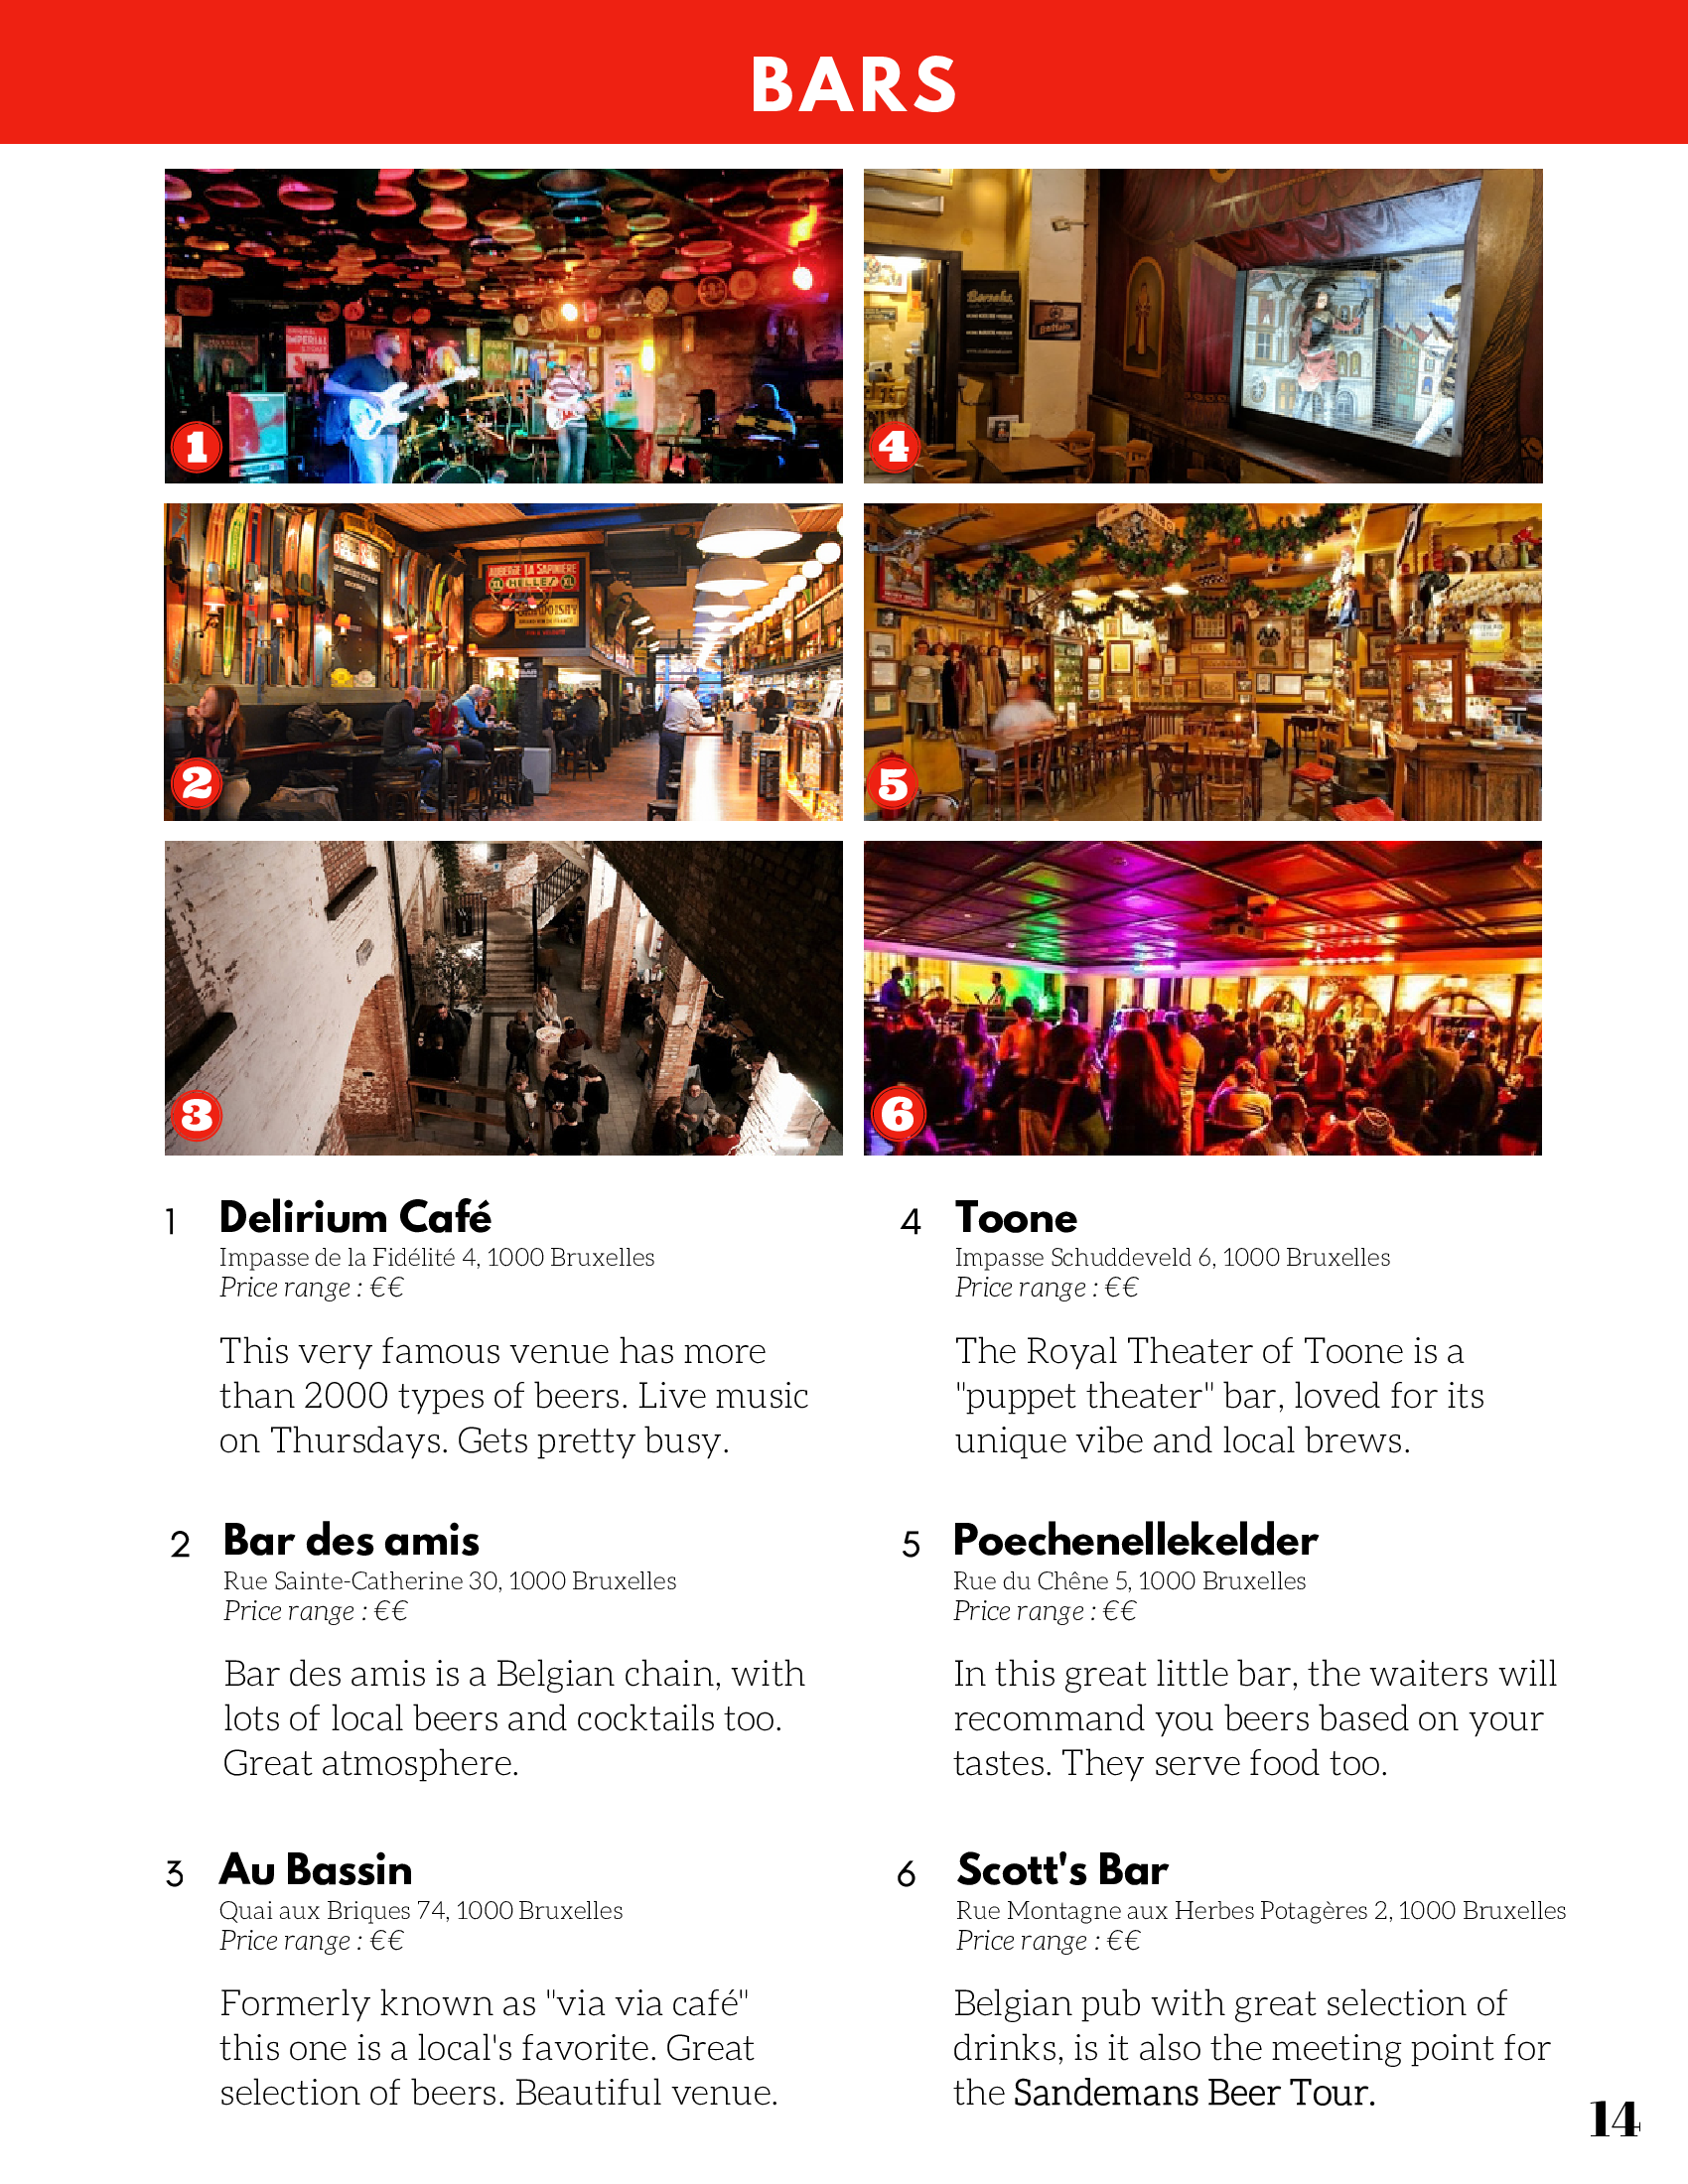 BARS
IMPERIAL
1
4
AUBERGE LA SAPINIÈRE
XL HELLES XL
2
5
3
6
1 Delirium Café
Impasse de la Fidélité 4, 1000 Bruxelles
Price range : €€
This very famous venue has more
than 2000 types of beers. Live music
on Thursdays. Gets pretty busy.
2 Bar des amis
Rue Sainte-Catherine 30, 1000 Bruxelles
Price range : €€
Bar des amis is a Belgian chain, with
lots of local beers and cocktails too.
Great atmosphere.
3 Au Bassin
Quai aux Briques 74, 1000 Bruxelles
Price range : €€
Formerly known as "via via café"
this one is a local's favorite. Great
selection of beers. Beautiful venue.
4 Toone
Impasse Schuddeveld 6, 1000 Bruxelles
Price range : €€
The Royal Theater of Toone is a
"puppet theater" bar, loved for its
unique vibe and local brews.
5 Poechenellekelder
Rue du Chêne 5, 1000 Bruxelles
Price range : €€
In this great little bar, the waiters will
recommand you beers based on your
tastes. They serve food too.
6 Scott's Bar
Rue Montagne aux Herbes Potagères 2, 1000 Bruxelles
Price range : €€
Belgian pub with great selection of
drinks, is it also the meeting point for
the Sandemans Beer Tour.
14